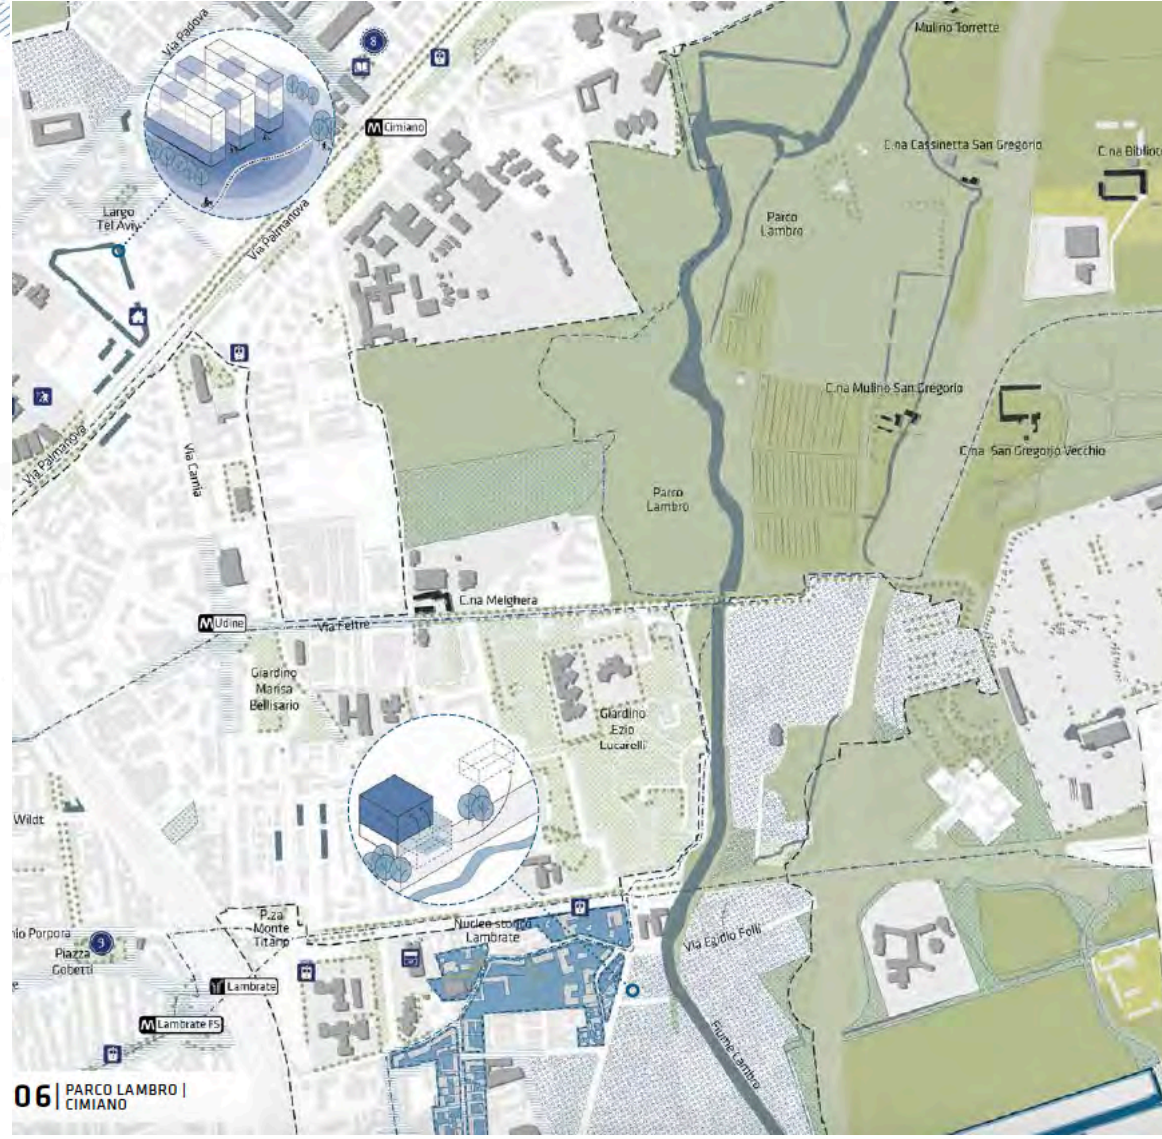 Mulino Torrette
Via Padova
8
M Cimiano
C.na Cassinetta San Gregorio
C.na Bibliot
Largo
Tel Aviv
Via Palmanova
Parco
Lambro
C.na Mulino San Gregorio
Via Palmanova
Via Carnia
C.na San Gregorio Vecchio
Parco
Lambro
C.na Melghera
M Udine
Via Feltre
Giardino
Marisa
Bellisario
Giardino
Ezio
Lucarelli
Wildt
P.za
Monte
Titano
Nucleo storico
Lambrate
nio Porpora
9
Piazza
Gobetti
Via Egidio Folli
Lambrate
M Lambrate FS
Fiume Lambro
06| PARCO LAMBRO |
CIMIANO